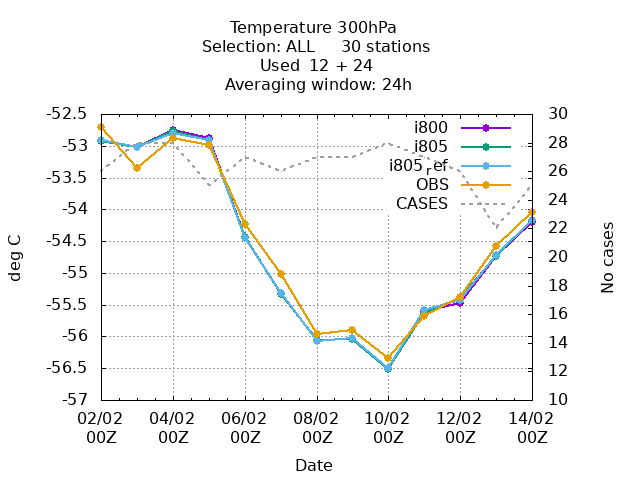 Temperature 300hPa
Selection: ALL 30 stations
Used 12 + 24
Averaging window: 24h
-52.5
-53
-53.5
-54
-54.5
-55
-55.5
-56
-56.5
-57
deg C
30
28
26
24
22
20
18
16
14
12
10
No cases
i800
i805
i805ref
OBS
CASES
02/02 04/02 06/02 08/02 10/02 12/02 14/02
00Z 00Z 00Z 00Z 00Z 00Z 00Z
Date